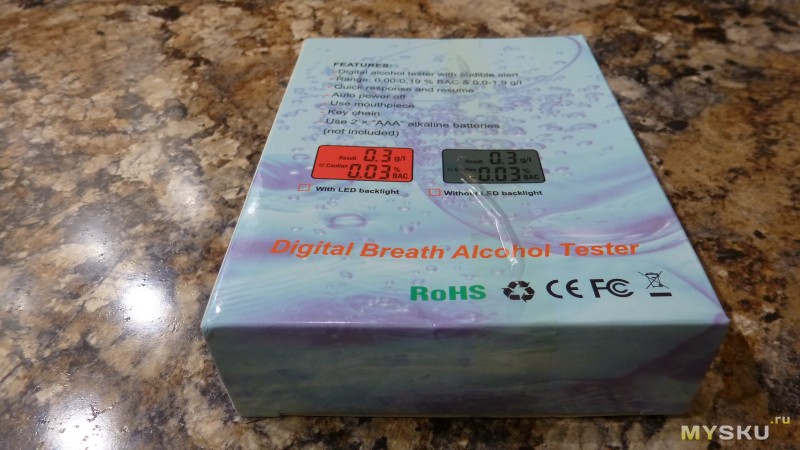 FEATURES:
- Digital alcohol tester with audible alert
- Range: 0.00-0.19 % BAC & 0.0-1.9 g/l
- Quick response and resume
- Auto power off
- Use mouthpiece
- Key chain
- Use 2 × "AAA" alkaline batteries
(not included)
Result 0.3 g/l
Caution 0.03 % BAC
Result 0.3 g/l
0.03 % BAC
With LED backlight
Without LED backlight
Digital Breath Alcohol Tester
RoHS CE FC
MYSKU.ru